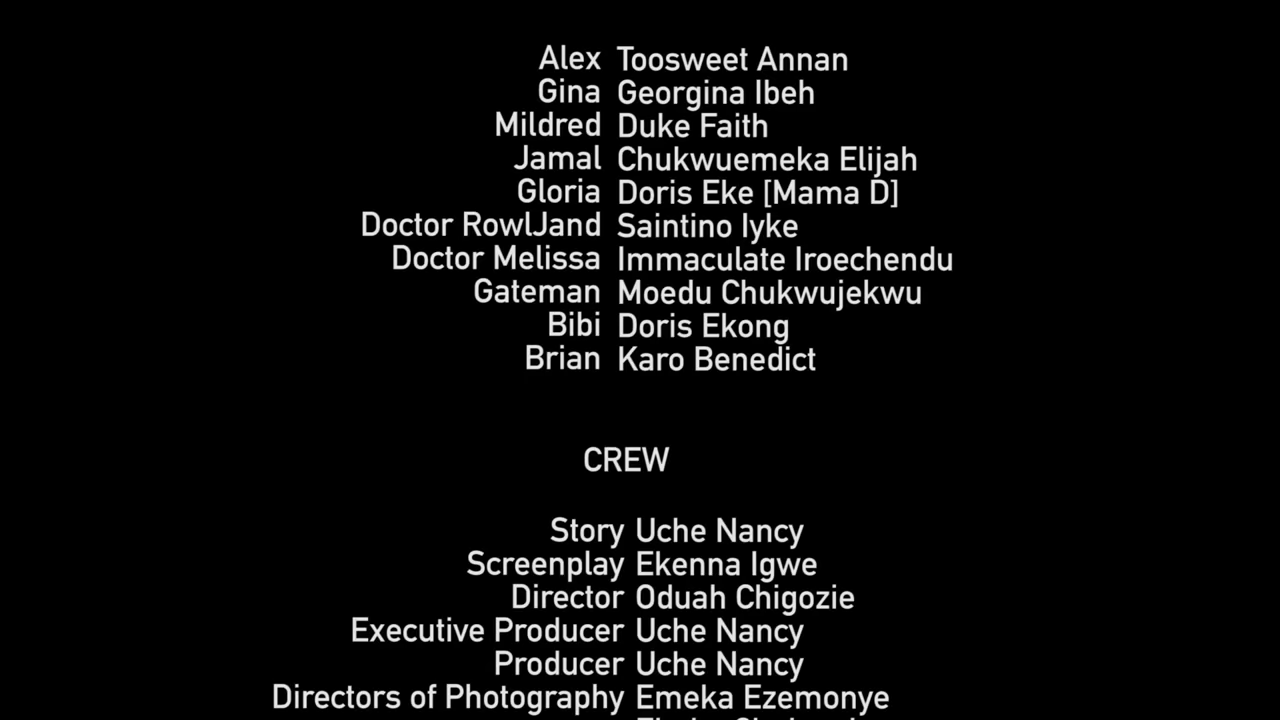 Alex Toosweet Annan
Gina Georgina Ibeh
Mildred Duke Faith
Jamal Chukwuemeka Elijah
Gloria Doris Eke [Mama D]
Doctor RowlJand Saintino Iyke
Doctor Melissa Immaculate Iroechendu
Gateman Moedu Chukwujekwu
Bibi Doris Ekong
Brian Karo Benedict
CREW
Story Uche Nancy
Screenplay Ekenna Igwe
Director Oduah Chigozie
Executive Producer Uche Nancy
Producer Uche Nancy
Directors of Photography Emeka Ezemonye